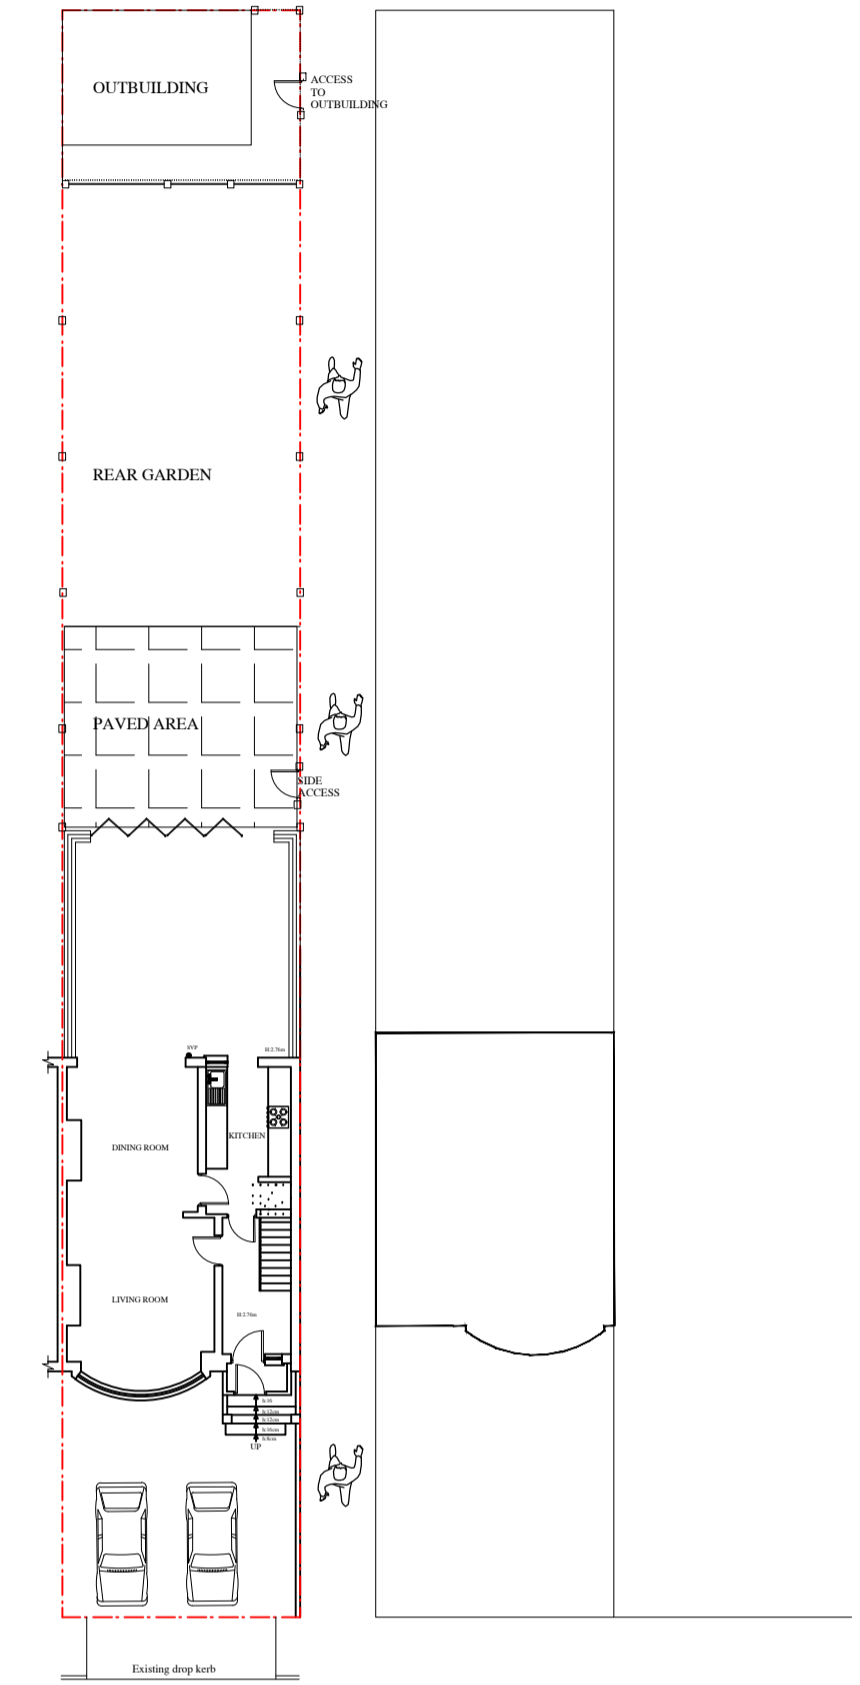 OUTBUILDING
ACCESS
TO
OUTBUILDING
REAR GARDEN
PAVED AREA
SIDE
ACCESS
SVP
H:2.76m
KITCHEN
DINING ROOM
LIVING ROOM
H:2.76m
UP
Existing drop kerb